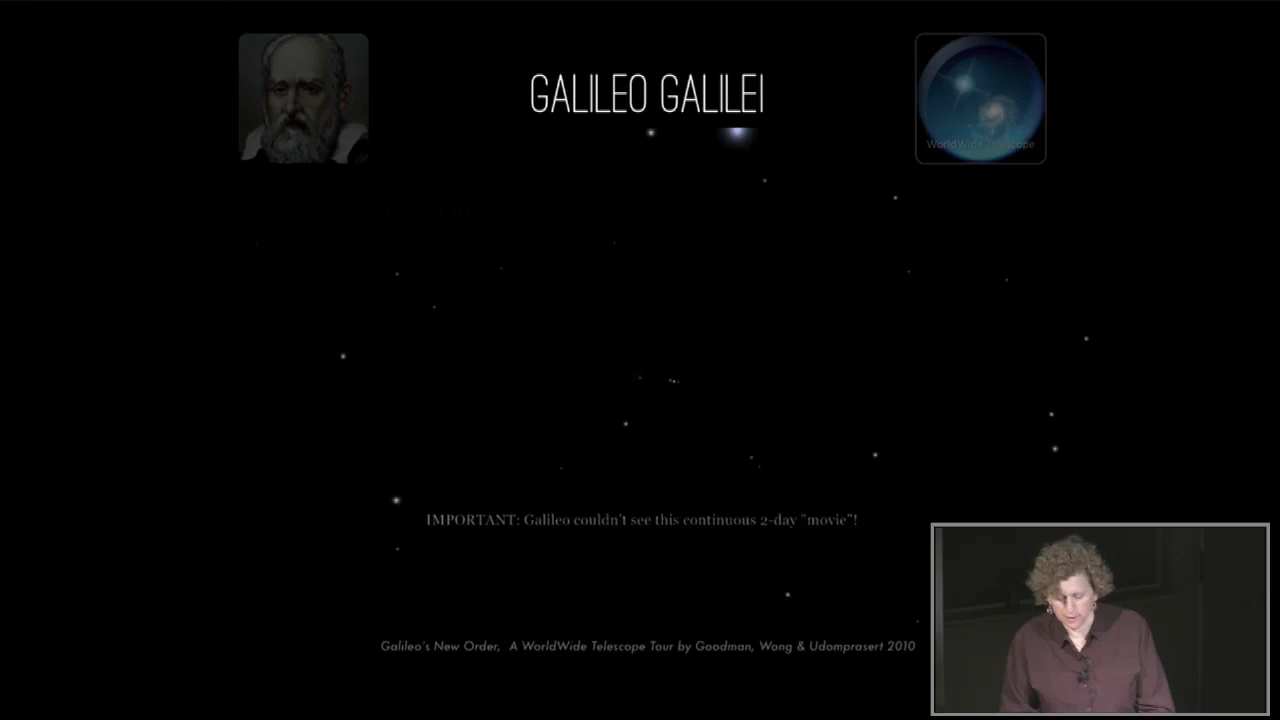 GALILEO GALILEI
WorldWide Telescope
IMPORTANT: Galileo couldn't see this continuous 2-day "movie"!
Galileo's New Order, A WorldWide Telescope Tour by Goodman, Wong & Udomprasert 2010